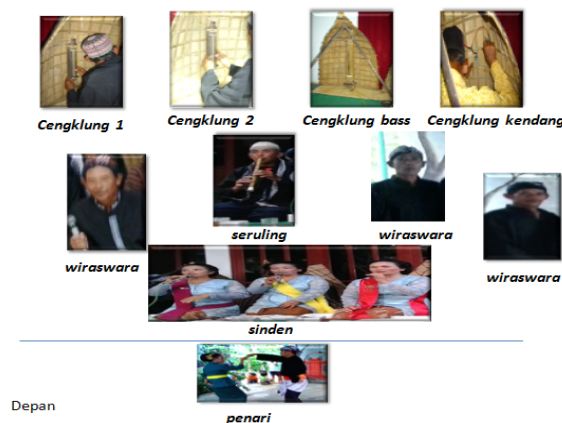 Cengklung 1
Cengklung 2
Cengklung bass
Cengklung kendang
wiraswara
seruling
wiraswara
wiraswara
sinden
Depan
penari